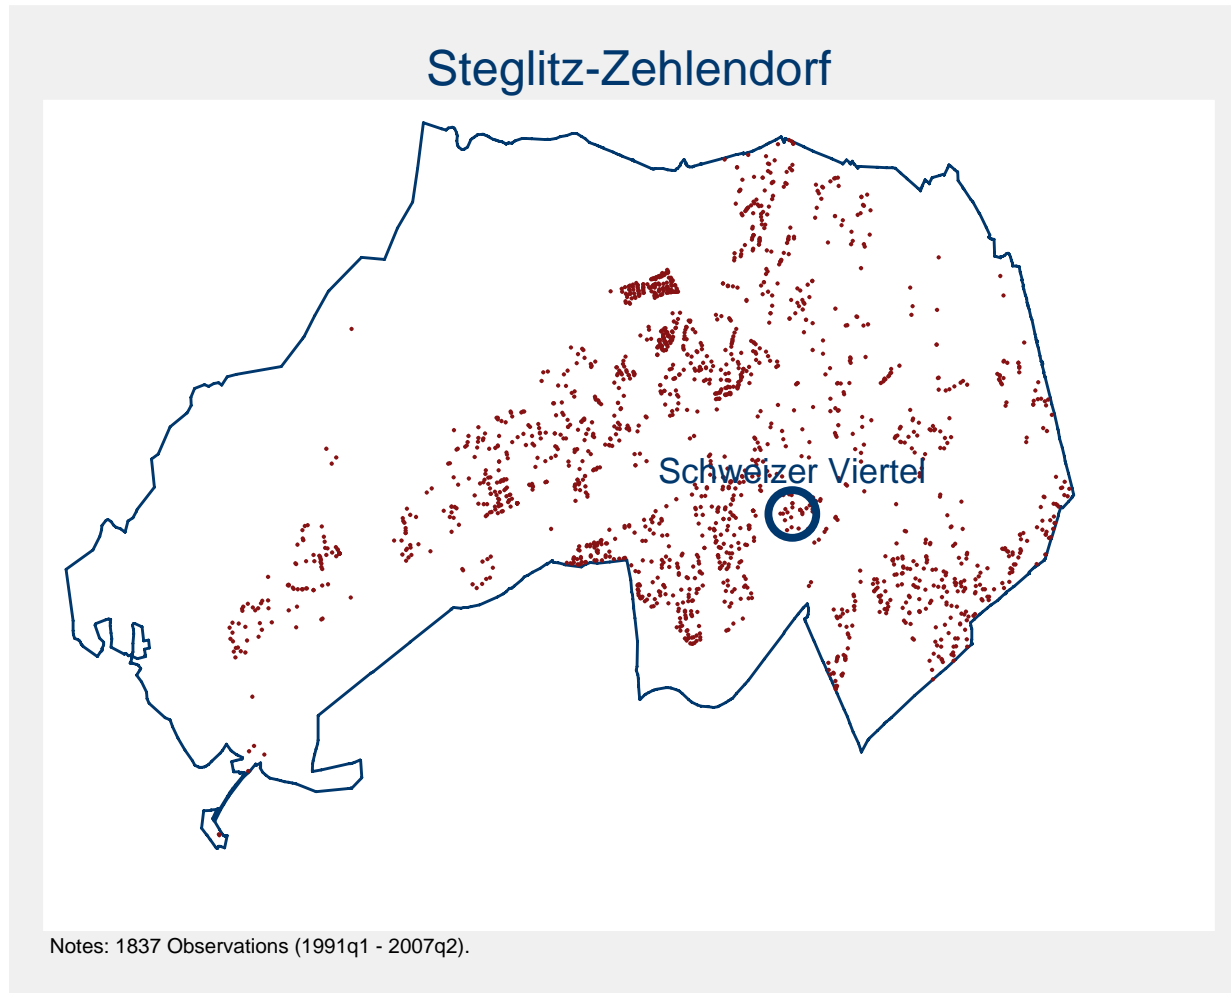 Steglitz-Zehlendorf
Schweizer Viertel
Notes: 1837 Observations (1991q1 - 2007q2).